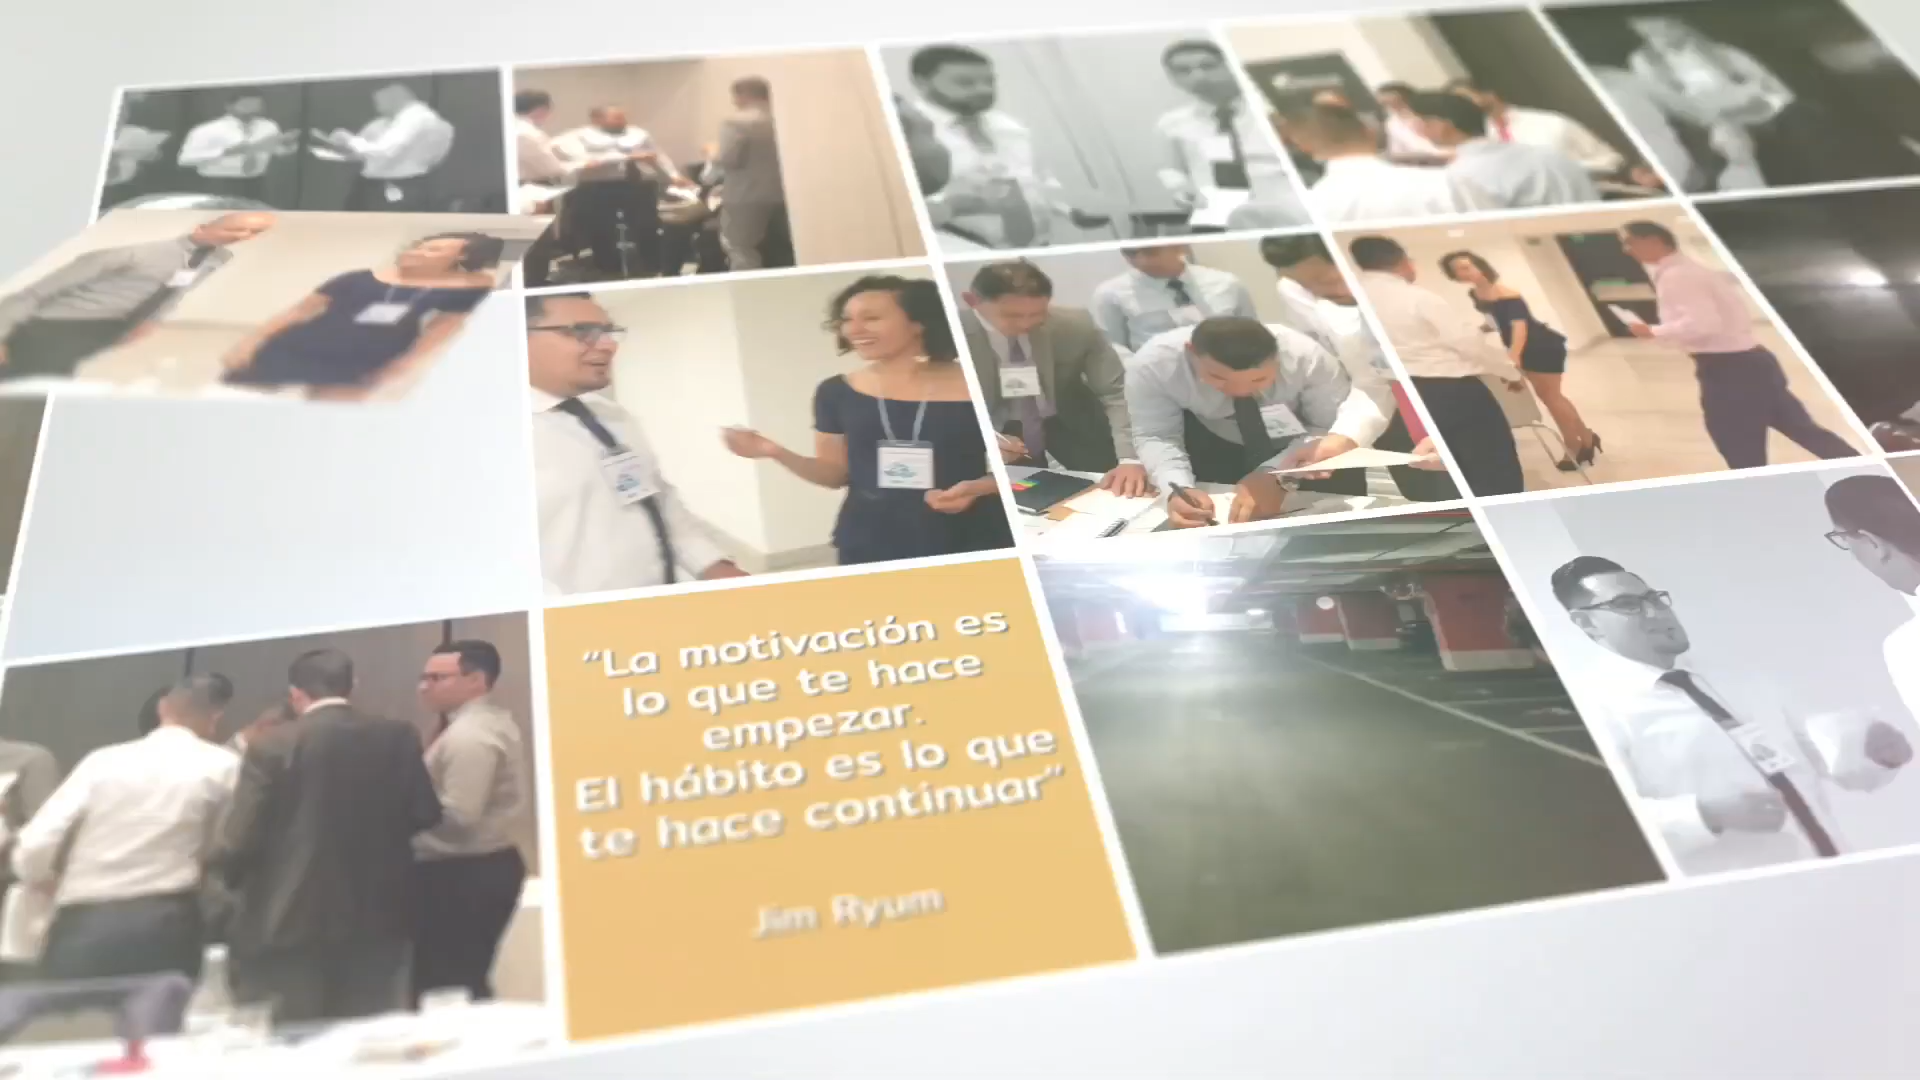 “La motivación es
lo que te hace
empezar.
El hábito es lo que
te hace continuar”
Jim Ryum